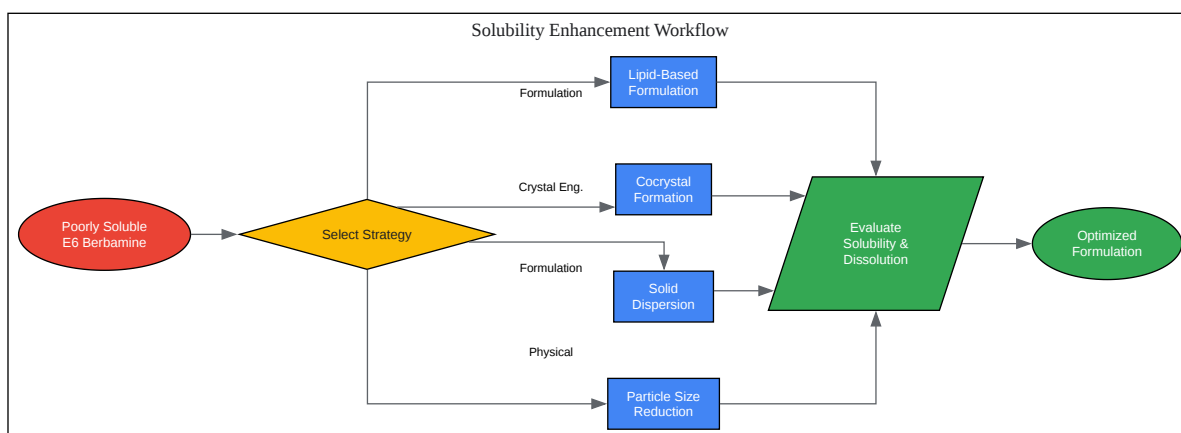 Solubility Enhancement Workflow
Poorly Soluble
E6 Berbamine
Select Strategy
Formulation
Lipid-Based
Formulation
Crystal Eng.
Cocrystal
Formation
Formulation
Solid
Dispersion
Physical
Particle Size
Reduction
Evaluate
Solubility &
Dissolution
Optimized
Formulation